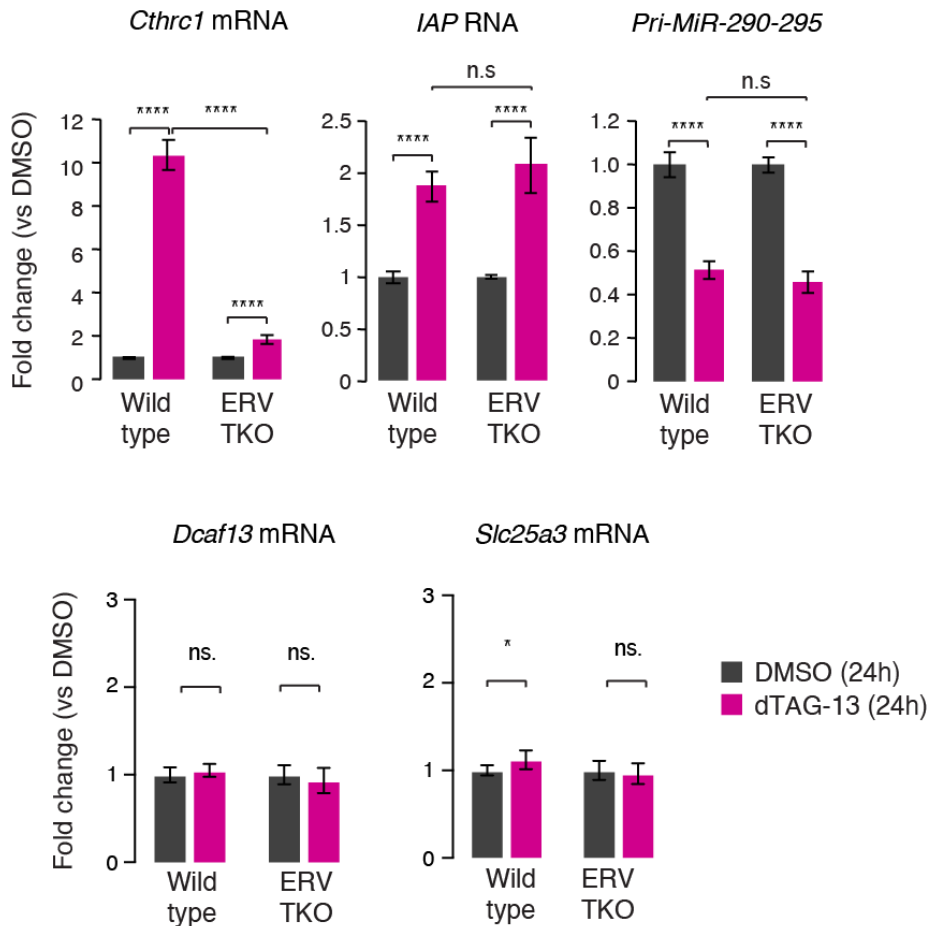 Cthrc1 mRNA
IAP RNA
Pri-MiR-290-295
Fold change (vs DMSO)
12
10
8
6
4
2
0
****
****
****
Wild type
ERV TKO
2.5
2
1.5
1
0.5
0
n.s
****
****
Wild type
ERV TKO
1.2
1.0
0.8
0.6
0.4
0.2
0
n.s
****
****
Wild type
ERV TKO
Dcaf13 mRNA
Slc25a3 mRNA
Fold change (vs DMSO)
3
2
1
0
ns.
ns.
Wild type
ERV TKO
3
2
1
0
*
ns.
Wild type
ERV TKO
DMSO (24h)
dTAG-13 (24h)